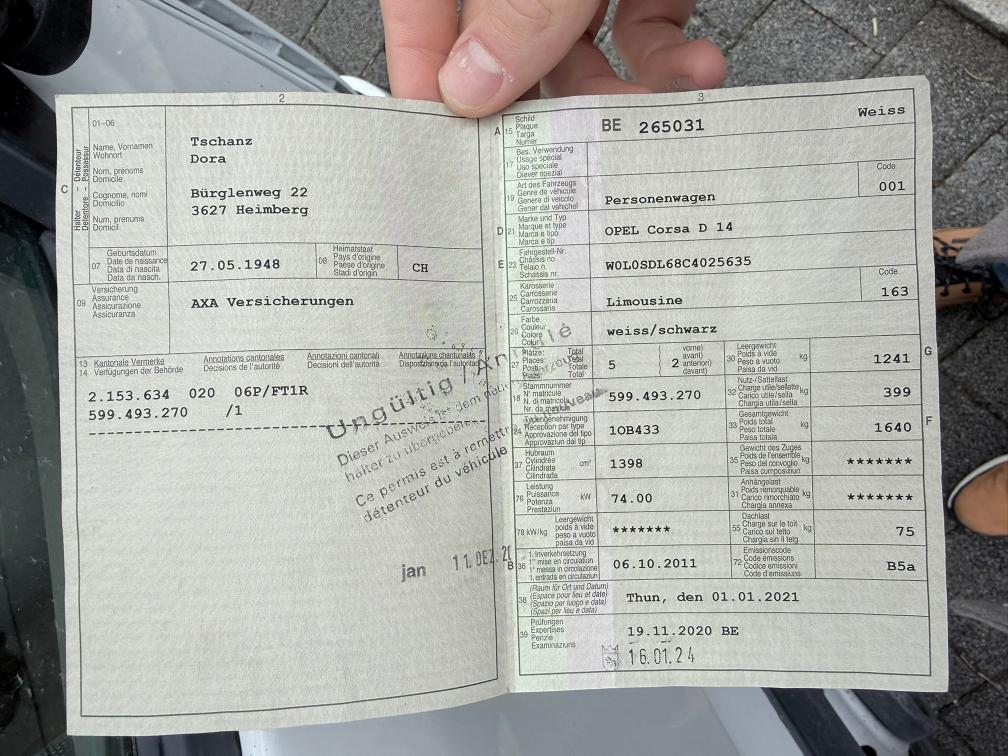 2
01–06
Détenteur
Possessur
Halter
Detentore
C
Name, Vornamen
Wohnort
Nom, prénoms
Domicile
Cognome, nomi
Domicilio
Num, prenums
Domicil
Tschanz
Dora
Bürglenweg 22
3627 Heimberg
07
Geburtsdatum
Date de naissance
Data di nascita
Data da nasch.
27.05.1948
08
Heimatstaat
Pays d'origine
Paese d'origine
Stadi d'origin
CH
09
Versicherung
Assurance
Assicurazione
Assicuranza
AXA Versicherungen
13
14
Kantonale Vermerke
Verfügungen der Behörde
Annotations cantonales
Décisions de l'autorité
Annotazioni cantonali
Decisioni dell'autorità
Annotaziuns chantunalas
2.153.634 020 06P/FT1R
599.493.270 /1
Ungültig / Annulé
Dieser Ausweis ist dem
halter zu übergeben
Ce permis est à remettre au nouveau
détenteur du véhicule
jan 11. DEZ.
3
A
15
Schild
Plaque
Targa
Numer
BE 265031
Weiss
17
Bes. Verwendung
Usage spécial
Uso speciale
Diever spezial
19
Art des Fahrzeugs
Genre de véhicule
Genere di veicolo
Gener dal vehichel
Personenwagen
Code
001
D
21
Marke und Typ
Marque et type
Marca e tipo
Marca e tip
OPEL Corsa D 14
E
23
Fahrgestell-Nr.
Châssis no
Telaio n.
Schassis nr.
W0L0SDL68C4025635
25
Karosserie
Carrosserie
Carrozzeria
Carossaria
Limousine
Code
163
26
Farbe
Couleur
Colore
Colur
weiss/schwarz
27
Plätze: Total
Places: Total
Posti: Totale
Plazs: Total
5
vorne)
avant)
anteriori)
davant)
2
30
Leergewicht
Poids à vide
Peso a vuoto
Paisa da vid
kg
1241
G
18
Stammnummer
N° matricule
N. di matricola
Nr. da matricla
599.493.270
32
Nutz-/Sattellast
Charge utile/sellette
Carico utile/sella
Chargia utila/sella
kg
399
24
Typengenehmigung
Réception par type
Approvazione del tipo
Approvaziun dal tip
1OB433
33
Gesamtgewicht
Poids total
Peso totale
Paisa totala
kg
1640
F
37
Hubraum
Cylindrée
Cilindrata
Cilindrada
cm³
1398
35
Gewicht des Zuges
Poids de l'ensemble
Peso del convoglio
Paisa cumposiziun
kg
*******
76
Leistung
Puissance
Potenza
Prestaziun
kW
74.00
31
Anhängelast
Poids remorquable
Carico rimorchiato
Chargia annexa
kg
*******
78 kW/kg
Leergewicht
poids à vide
peso a vuoto
paisa da vid
*******
55
Dachlast
Charge sur le toit
Carico sul tetto
Chargia sin il tetg
kg
75
B
36
1. Inverkehrsetzung
1ère mise en circulation
1a messa in circolazione
1. entrada en circulaziun
06.10.2011
72
Emissionscode
Code émissions
Codice emissioni
Code d'emissiuns
B5a
38
(Raum für Ort und Datum)
(Espace pour lieu et date)
(Spazio per luogo e data)
(Spazi per lieu e data)
Thun, den 01.01.2021
39
Prüfungen
Expertises
Perizie
Examinaziuns
19.11.2020 BE
16.01.24